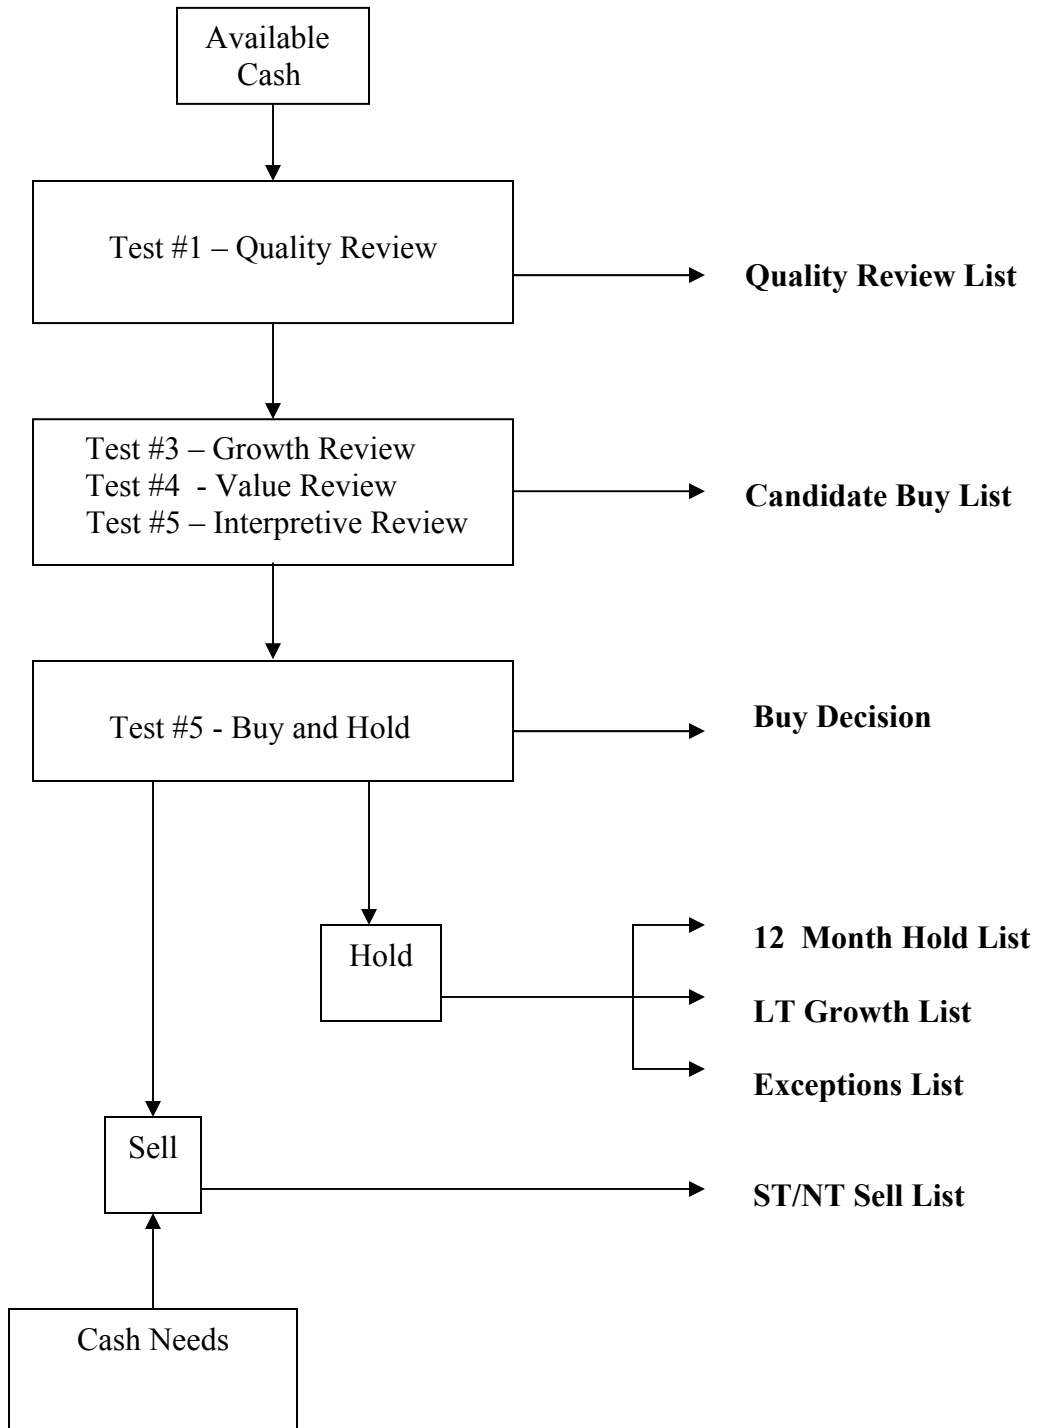 Available
Cash
Test #1 – Quality Review
Quality Review List
Test #3 – Growth Review
Test #4  - Value Review
Test #5 – Interpretive Review
Candidate Buy List
Test #5 - Buy and Hold
Buy Decision
Hold
12  Month Hold List
LT Growth List
Exceptions List
Sell
ST/NT Sell List
Cash Needs